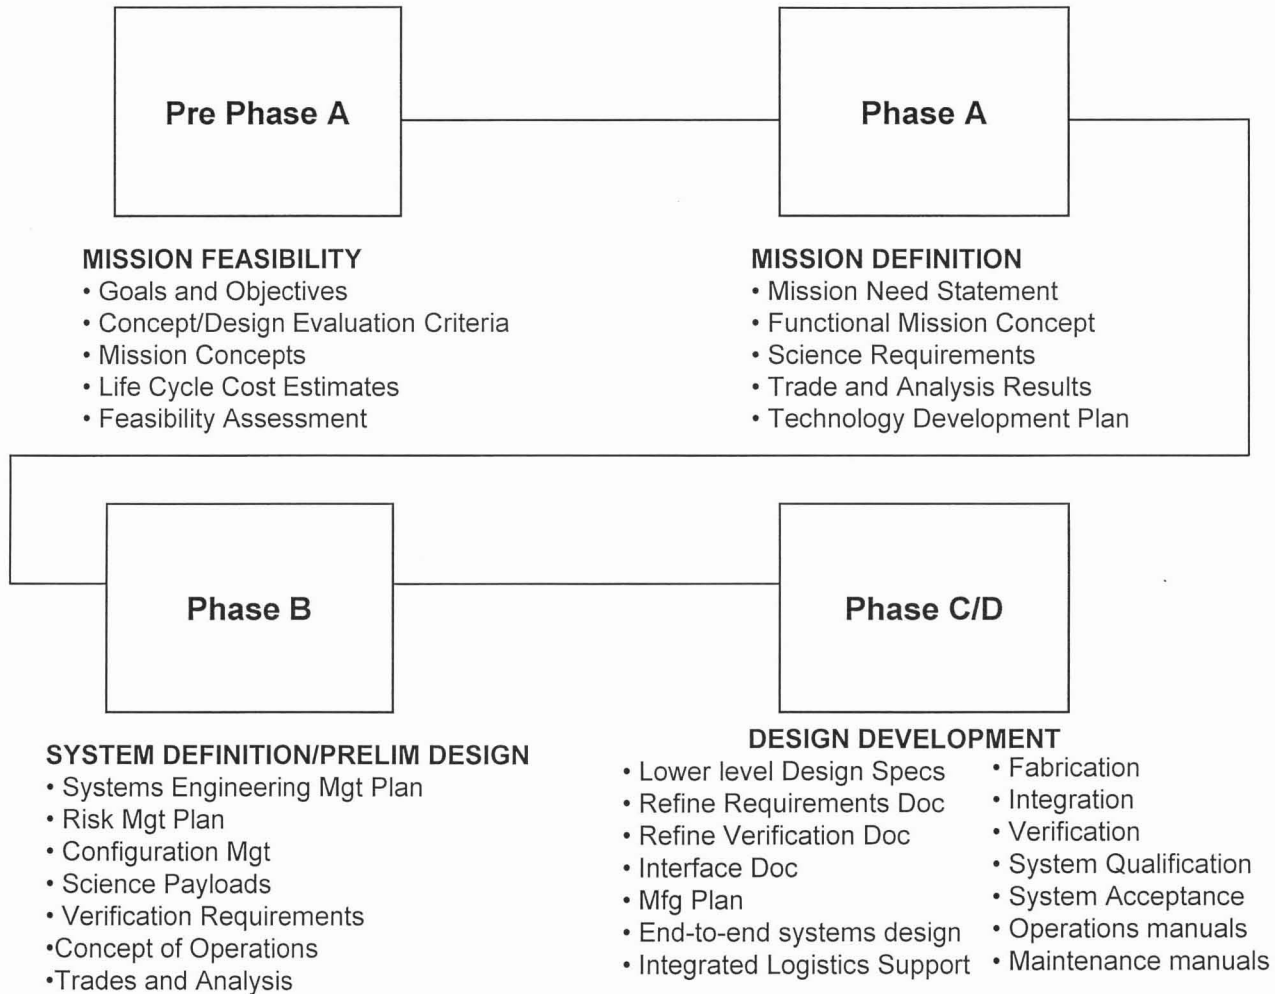 Pre Phase A
Phase A
MISSION FEASIBILITY
• Goals and Objectives
• Concept/Design Evaluation Criteria
• Mission Concepts
• Life Cycle Cost Estimates
• Feasibility Assessment
MISSION DEFINITION
• Mission Need Statement
• Functional Mission Concept
• Science Requirements
• Trade and Analysis Results
• Technology Development Plan
Phase B
Phase C/D
SYSTEM DEFINITION/PRELIM DESIGN
• Systems Engineering Mgt Plan
• Risk Mgt Plan
• Configuration Mgt
• Science Payloads
• Verification Requirements
•Concept of Operations
•Trades and Analysis
DESIGN DEVELOPMENT
• Lower level Design Specs
• Refine Requirements Doc
• Refine Verification Doc
• Interface Doc
• Mfg Plan
• End-to-end systems design
• Integrated Logistics Support
• Fabrication
• Integration
• Verification
• System Qualification
• System Acceptance
• Operations manuals
• Maintenance manuals